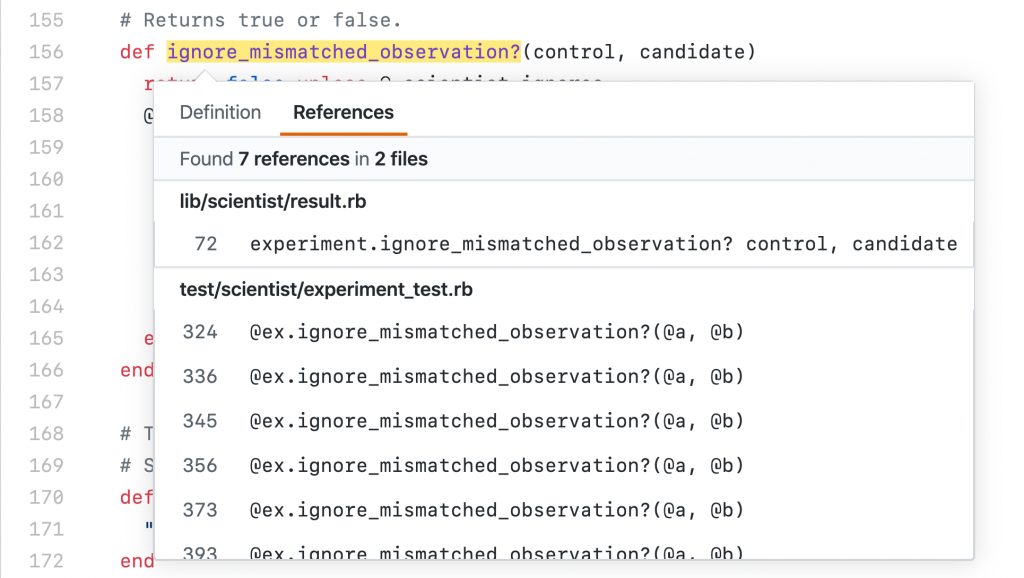 155 # Returns true or false.
156 def ignore_mismatched_observation?(control, candidate)
157
158 @
159
160
161
162
163
164
165 e
166 end
167
168 # T
169 # S
170 def
171 "
172 end
Definition References
Found 7 references in 2 files
lib/scientist/result.rb
72 experiment.ignore_mismatched_observation? control, candidate
test/scientist/experiment_test.rb
324 @ex.ignore_mismatched_observation?(@a, @b)
336 @ex.ignore_mismatched_observation?(@a, @b)
345 @ex.ignore_mismatched_observation?(@a, @b)
356 @ex.ignore_mismatched_observation?(@a, @b)
373 @ex.ignore_mismatched_observation?(@a, @b)
393 @ex.ignore_mismatched_observation?(@a, @b)